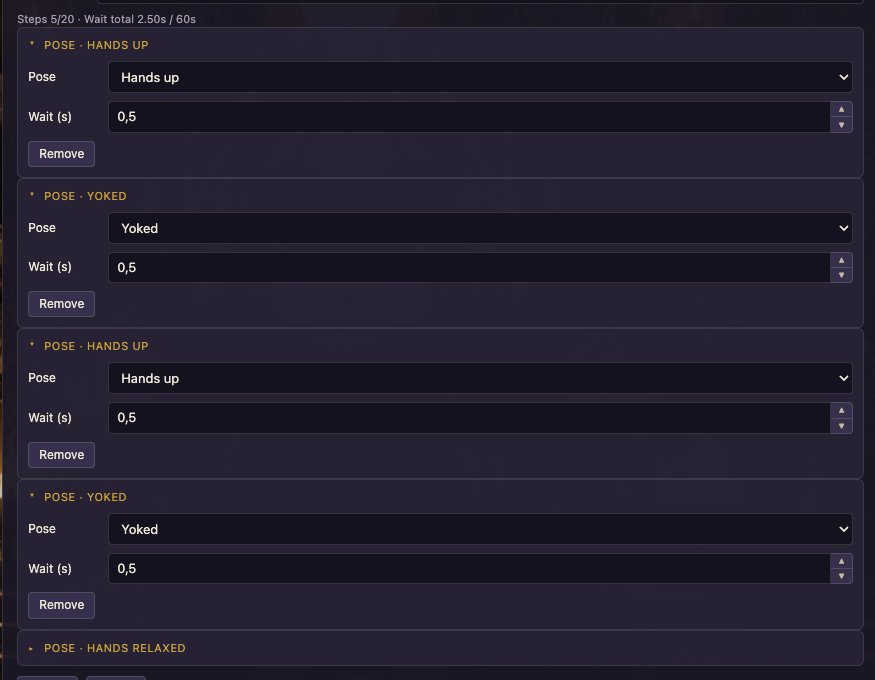 Steps 5/20 · Wait total 2.50s / 60s
POSE · HANDS UP
Pose Hands up
Wait (s) 0,5
Remove
POSE · YOKED
Pose Yoked
Wait (s) 0,5
Remove
POSE · HANDS UP
Pose Hands up
Wait (s) 0,5
Remove
POSE · YOKED
Pose Yoked
Wait (s) 0,5
Remove
POSE · HANDS RELAXED